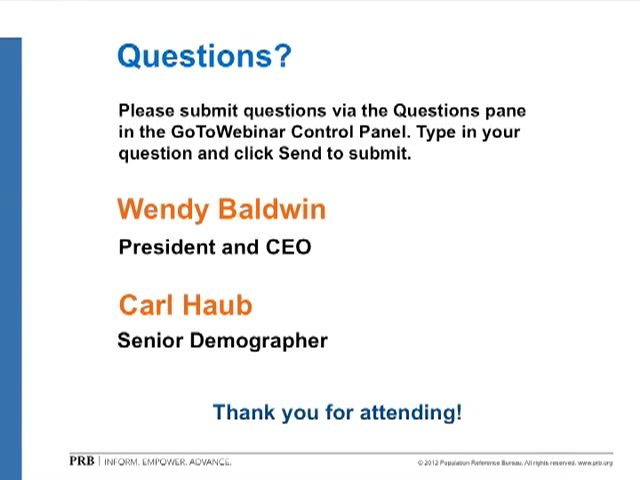 Questions?
Please submit questions via the Questions pane
in the GoToWebinar Control Panel. Type in your
question and click Send to submit.
Wendy Baldwin
President and CEO
Carl Haub
Senior Demographer
Thank you for attending!
PRB | INFORM. EMPOWER. ADVANCE.
© 2012 Population Reference Bureau. All rights reserved. www.prb.org